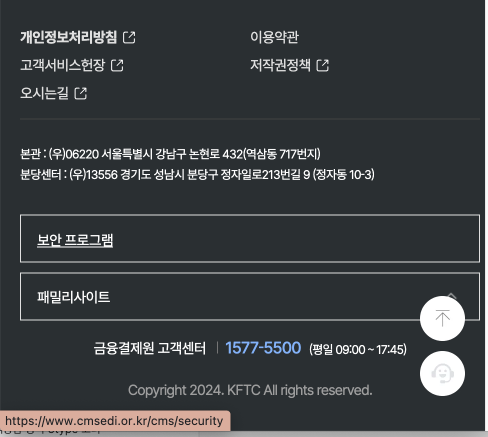 개인정보처리방침
이용약관
고객서비스헌장
저작권정책
오시는길
본관 : (우)06220 서울특별시 강남구 논현로 432(역삼동 717번지)
분당센터 : (우)13556 경기도 성남시 분당구 정자일로213번길 9 (정자동 10-3)
보안 프로그램
패밀리사이트
금융결제원 고객센터 | 1577-5500 (평일 09:00 ~ 17:45)
Copyright 2024. KFTC All rights reserved.
https://www.cmsedi.or.kr/cms/security